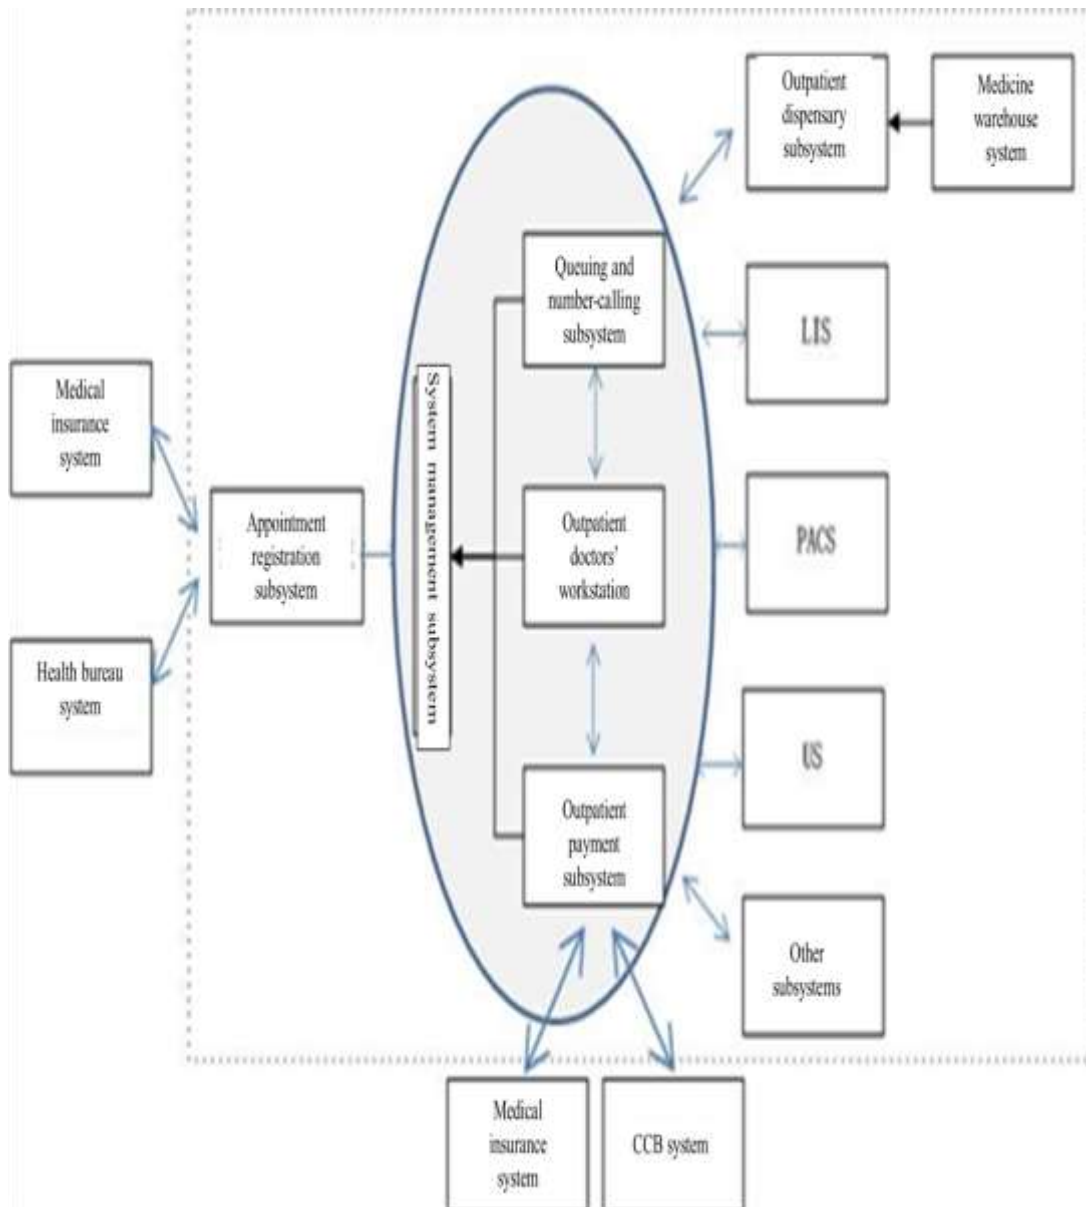 Outpatient
dispensary
subsystem
Medicine
warehouse
system
Queuing and
number-calling
subsystem
LIS
Medical
insurance
system
System management subsystem
Appointment
registration
subsystem
Outpatient
doctors'
workstation
PACS
Health bureau
system
US
Outpatient
payment
subsystem
Other
subsystems
Medical
insurance
system
CCB system